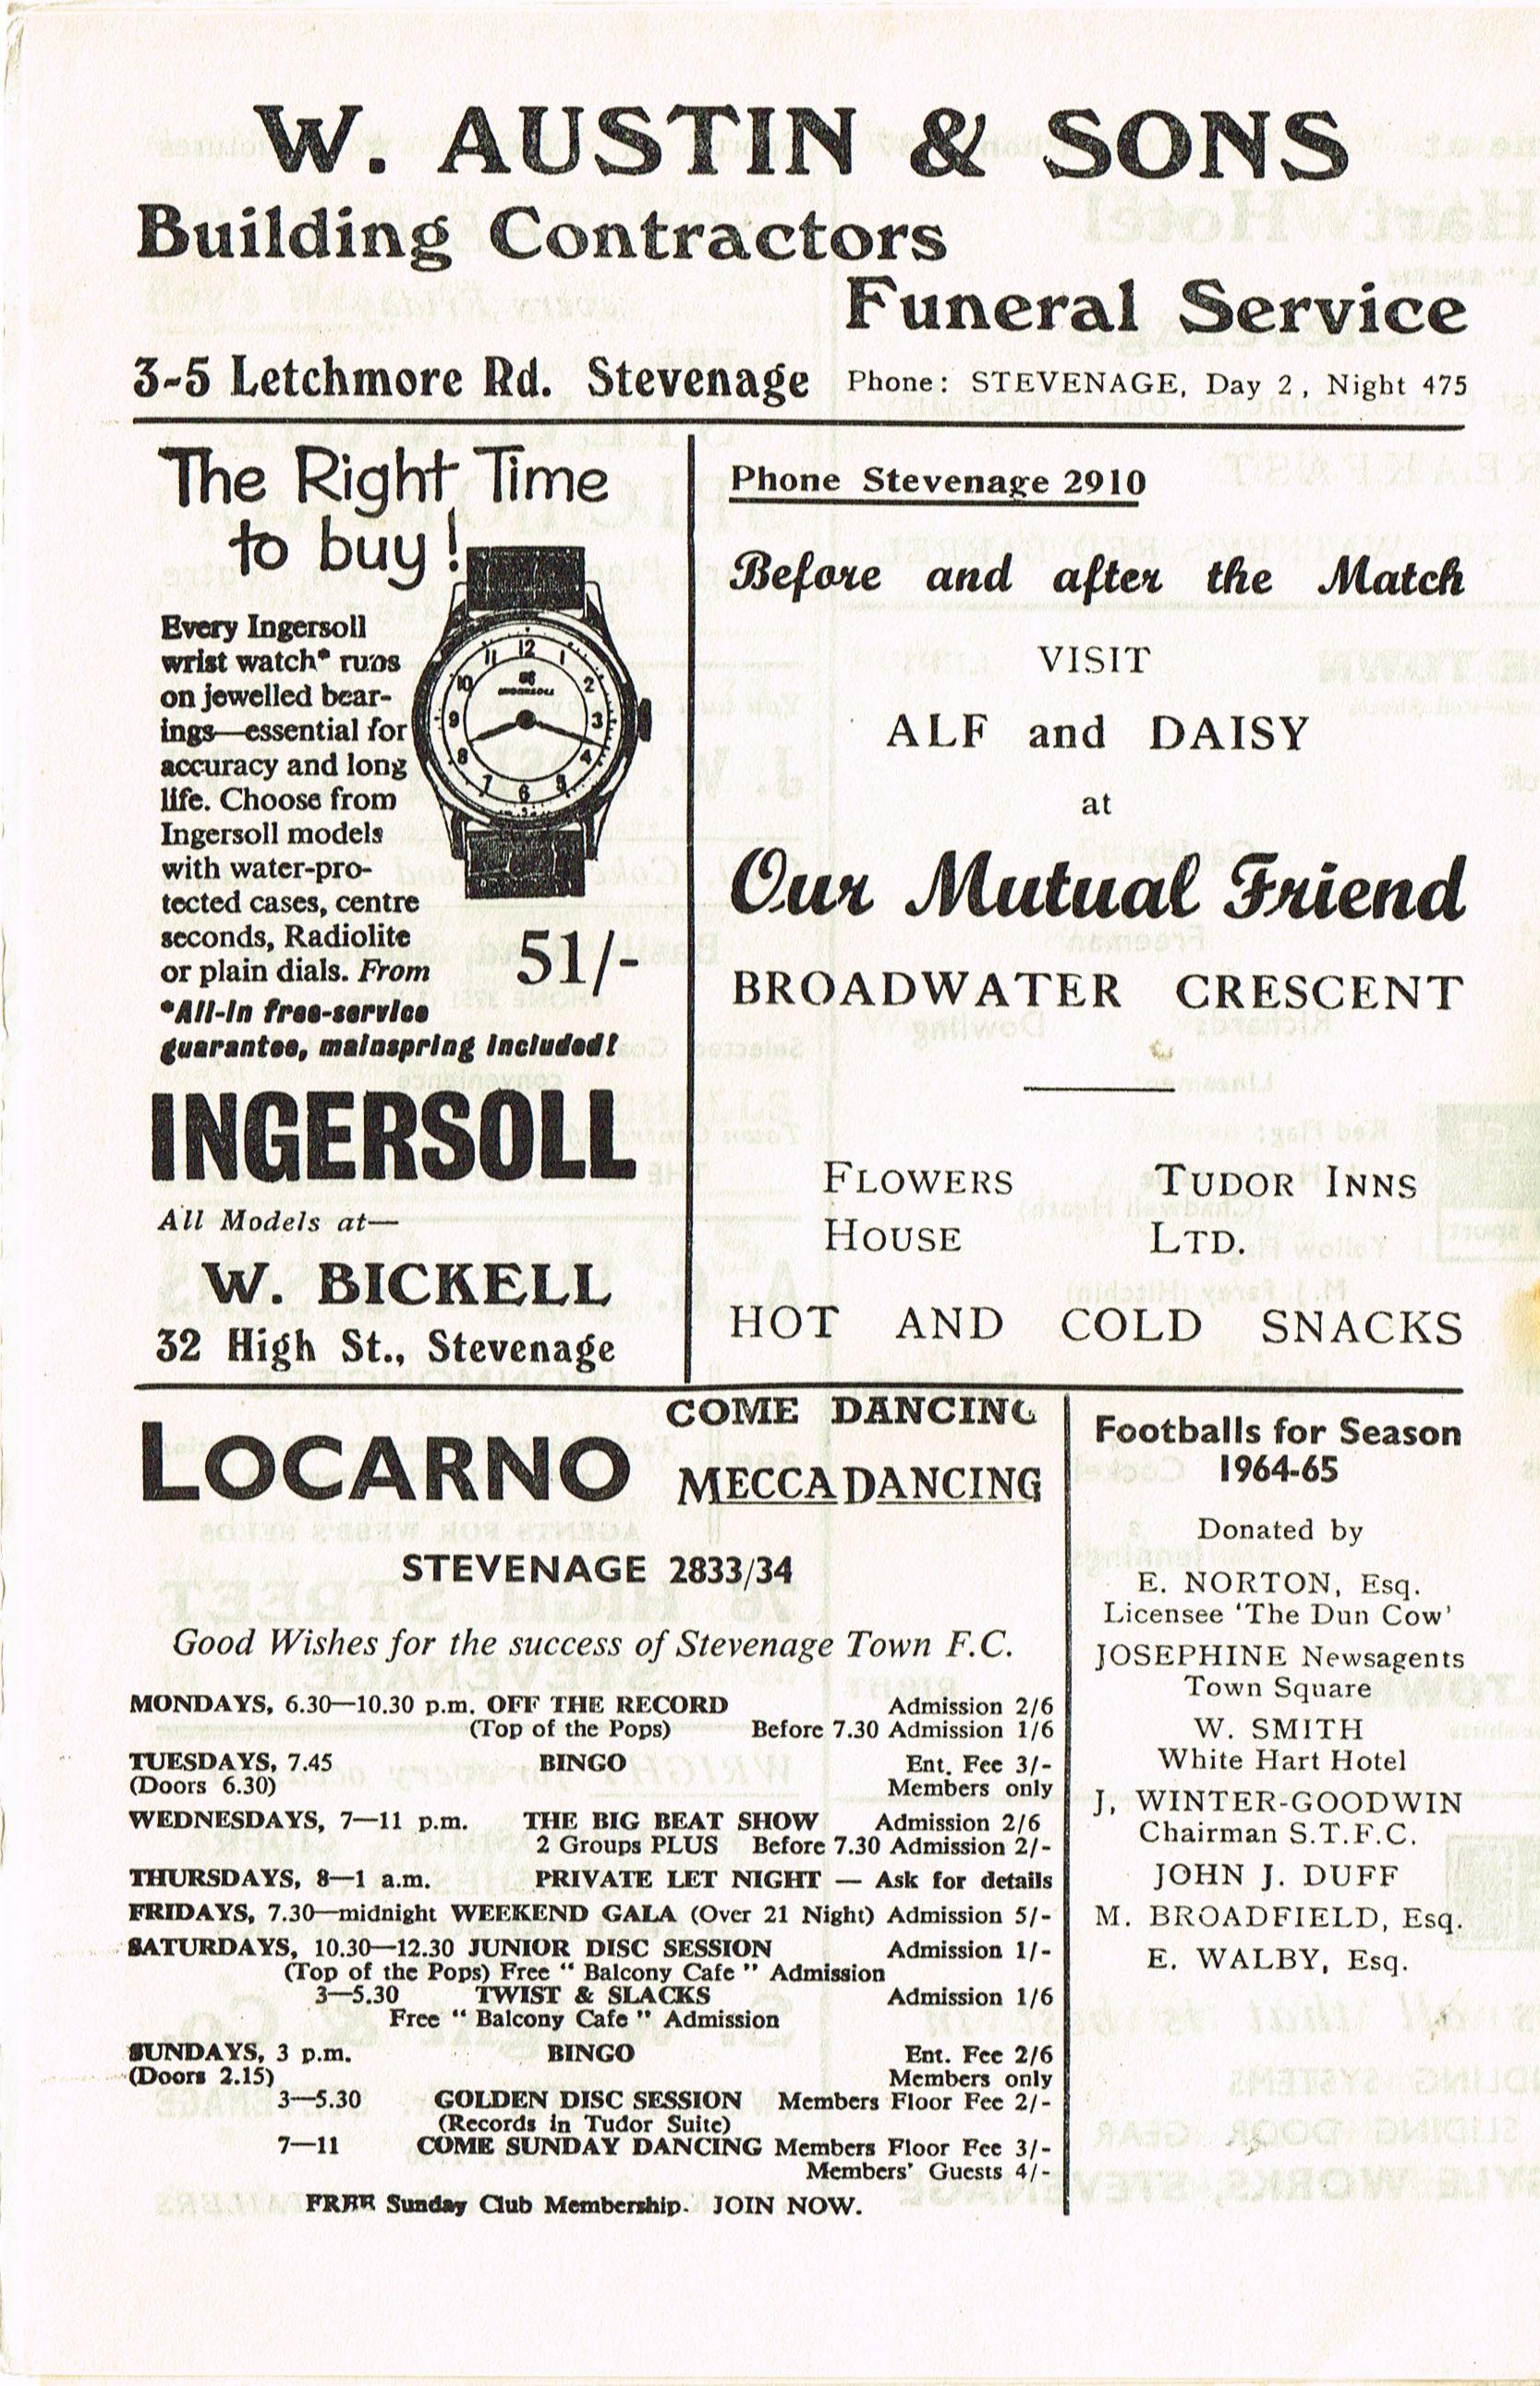 W. AUSTIN & SONS
Building Contractors
Funeral Service
3-5 Letchmore Rd. Stevenage Phone: STEVENAGE, Day 2, Night 475
The Right Time
to buy!
Every Ingersoll
wrist watch* runs
on jewelled bear-
ings—essential for
accuracy and long
life. Choose from
Ingersoll models
with water-pro-
tected cases, centre
seconds, Radiolite
or plain dials. From
51/-
*All-in free-service
guarantee, mainspring included!
12
1
2
3
4
5
6
7
8
9
10
11
INGERSOLL
INGERSOLL
All Models at—
W. BICKELL
32 High St., Stevenage
Phone Stevenage 2910
Before and after the Match
VISIT
ALF and DAISY
at
Our Mutual Friend
BROADWATER CRESCENT
FLOWERS TUDOR INNS
HOUSE LTD.
HOT AND COLD SNACKS
LOCARNO
COME DANCING
MECCA DANCING
STEVENAGE 2833/34
Good Wishes for the success of Stevenage Town F.C.
MONDAYS, 6.30—10.30 p.m. OFF THE RECORD Admission 2/6
(Top of the Pops) Before 7.30 Admission 1/6
TUESDAYS, 7.45 BINGO Ent. Fee 3/-
(Doors 6.30) Members only
WEDNESDAYS, 7—11 p.m. THE BIG BEAT SHOW Admission 2/6
2 Groups PLUS Before 7.30 Admission 2/-
THURSDAYS, 8—1 a.m. PRIVATE LET NIGHT — Ask for details
FRIDAYS, 7.30—midnight WEEKEND GALA (Over 21 Night) Admission 5/-
SATURDAYS, 10.30—12.30 JUNIOR DISC SESSION Admission 1/-
(Top of the Pops) Free "Balcony Cafe" Admission
3—5.30 TWIST & SLACKS Admission 1/6
Free "Balcony Cafe" Admission
SUNDAYS, 3 p.m. BINGO Ent. Fee 2/6
(Doors 2.15) Members only
3—5.30 GOLDEN DISC SESSION Members Floor Fee 2/-
(Records in Tudor Suite)
7—11 COME SUNDAY DANCING Members Floor Fee 3/-
Members' Guests 4/-
FREE Sunday Club Membership. JOIN NOW.
Footballs for Season
1964-65
Donated by
E. NORTON, Esq.
Licensee 'The Dun Cow'
JOSEPHINE Newsagents
Town Square
W. SMITH
White Hart Hotel
J, WINTER-GOODWIN
Chairman S.T.F.C.
JOHN J. DUFF
M. BROADFIELD, Esq.
E. WALBY, Esq.